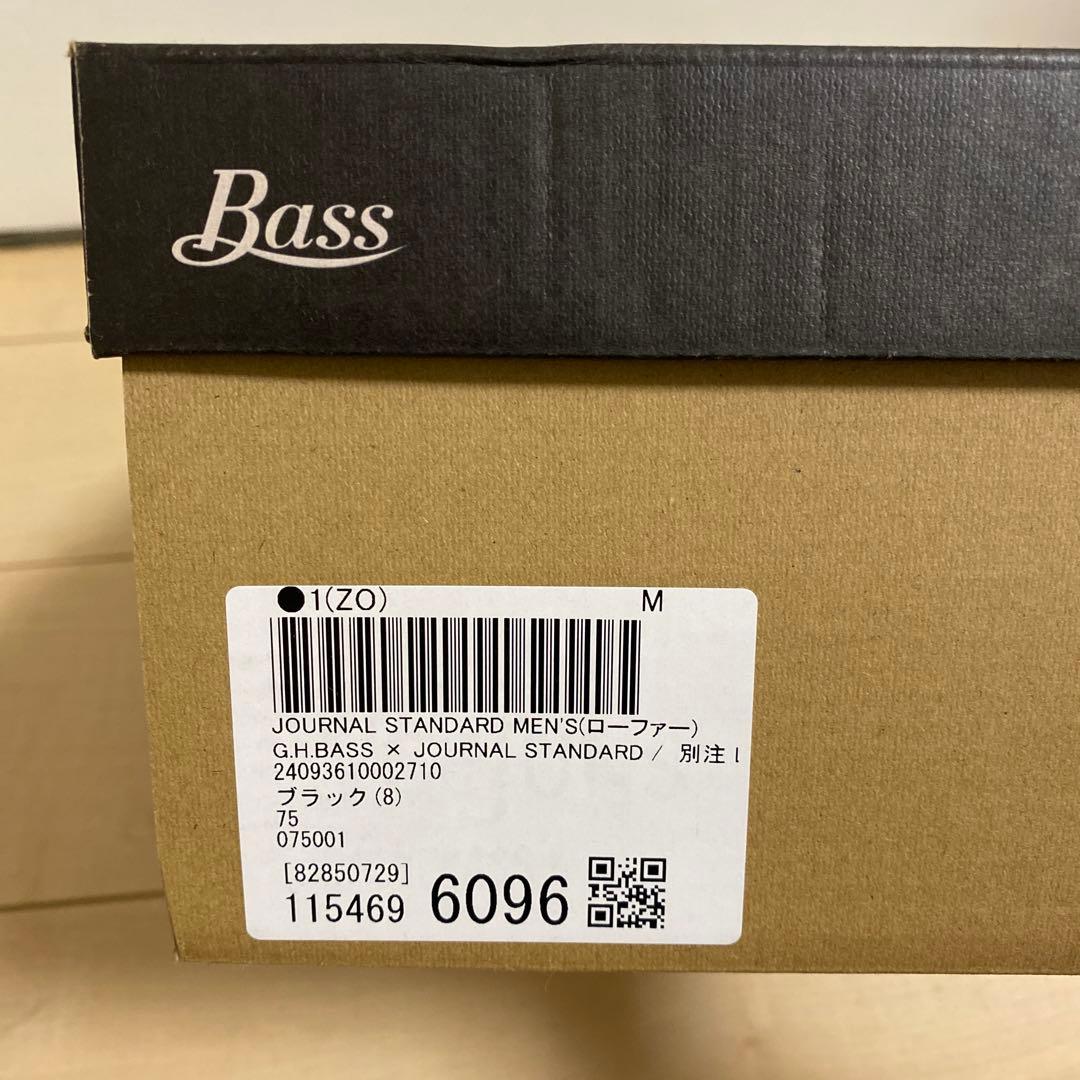 Bass
●1(ZO) M
JOURNAL STANDARD MEN'S(ローファー)
G.H.BASS × JOURNAL STANDARD / 別注
24093610002710
ブラック(8)
75
075001
[82850729]
115469 6096